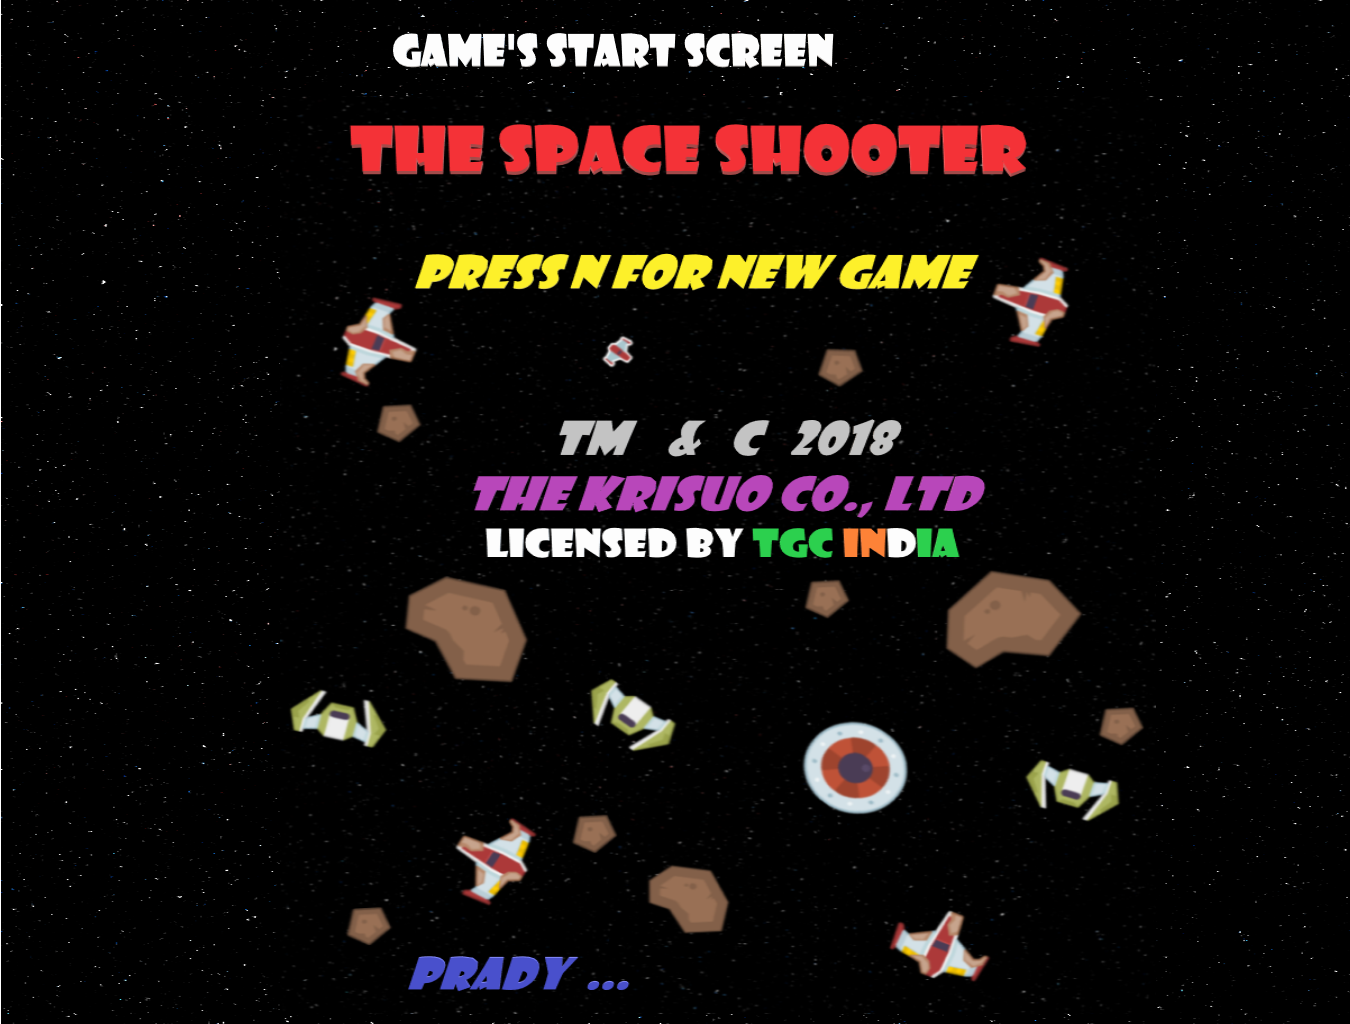 GAME'S START SCREEN
THE SPACE SHOOTER
PRESS N FOR NEW GAME
TM & C 2018
THE KRISUO CO., LTD
LICENSED BY TGC INDIA
PRADY ...